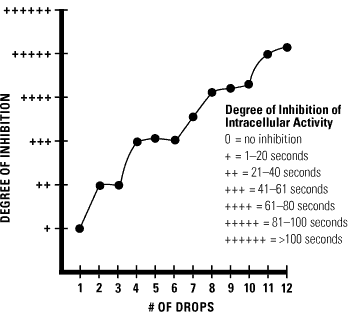 ++++++
+++++
++++
+++
++
+
DEGREE OF INHIBITION
Degree of Inhibition of
Intracellular Activity
0 = no inhibition
+ = 1–20 seconds
++ = 21–40 seconds
+++ = 41–61 seconds
++++ = 61–80 seconds
+++++ = 81–100 seconds
++++++ = >100 seconds
1 2 3 4 5 6 7 8 9 10 11 12
# OF DROPS